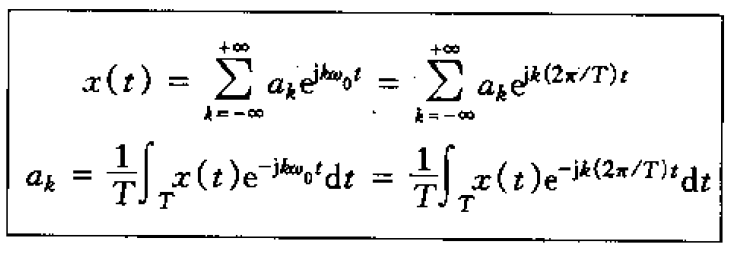 x(t) = \sum_{k=-\infty}^{+\infty} a_k e^{jk\omega_0 t} = \sum_{k=-\infty}^{+\infty} a_k e^{jk(2\pi/T)t}
a_k = \frac{1}{T}\int_T x(t)e^{-jk\omega_0 t}dt = \frac{1}{T}\int_T x(t)e^{-jk(2\pi/T)t}dt